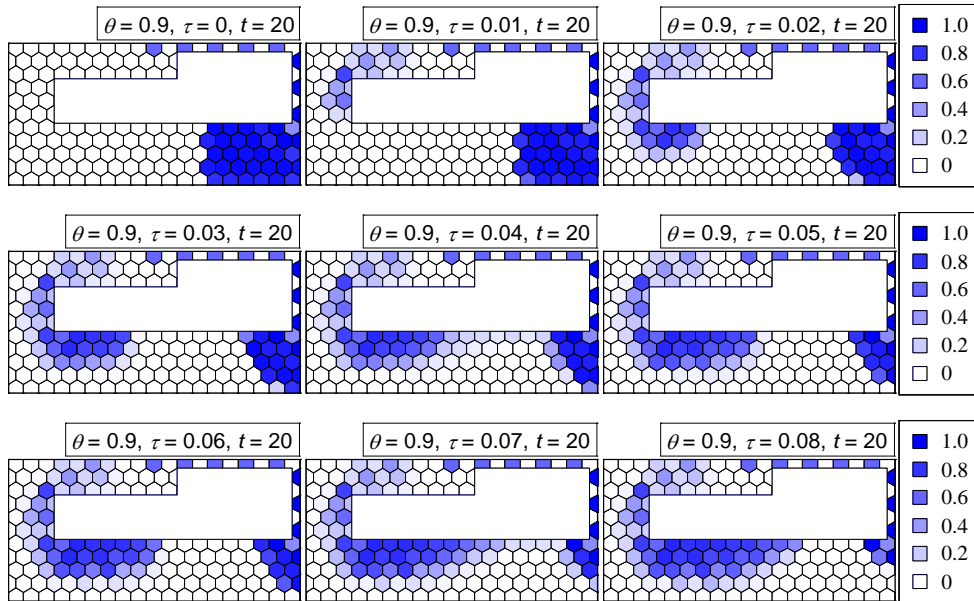 θ = 0.9, τ = 0, t = 20
θ = 0.9, τ = 0.01, t = 20
θ = 0.9, τ = 0.02, t = 20
1.0
0.8
0.6
0.4
0.2
0
θ = 0.9, τ = 0.03, t = 20
θ = 0.9, τ = 0.04, t = 20
θ = 0.9, τ = 0.05, t = 20
1.0
0.8
0.6
0.4
0.2
0
θ = 0.9, τ = 0.06, t = 20
θ = 0.9, τ = 0.07, t = 20
θ = 0.9, τ = 0.08, t = 20
1.0
0.8
0.6
0.4
0.2
0